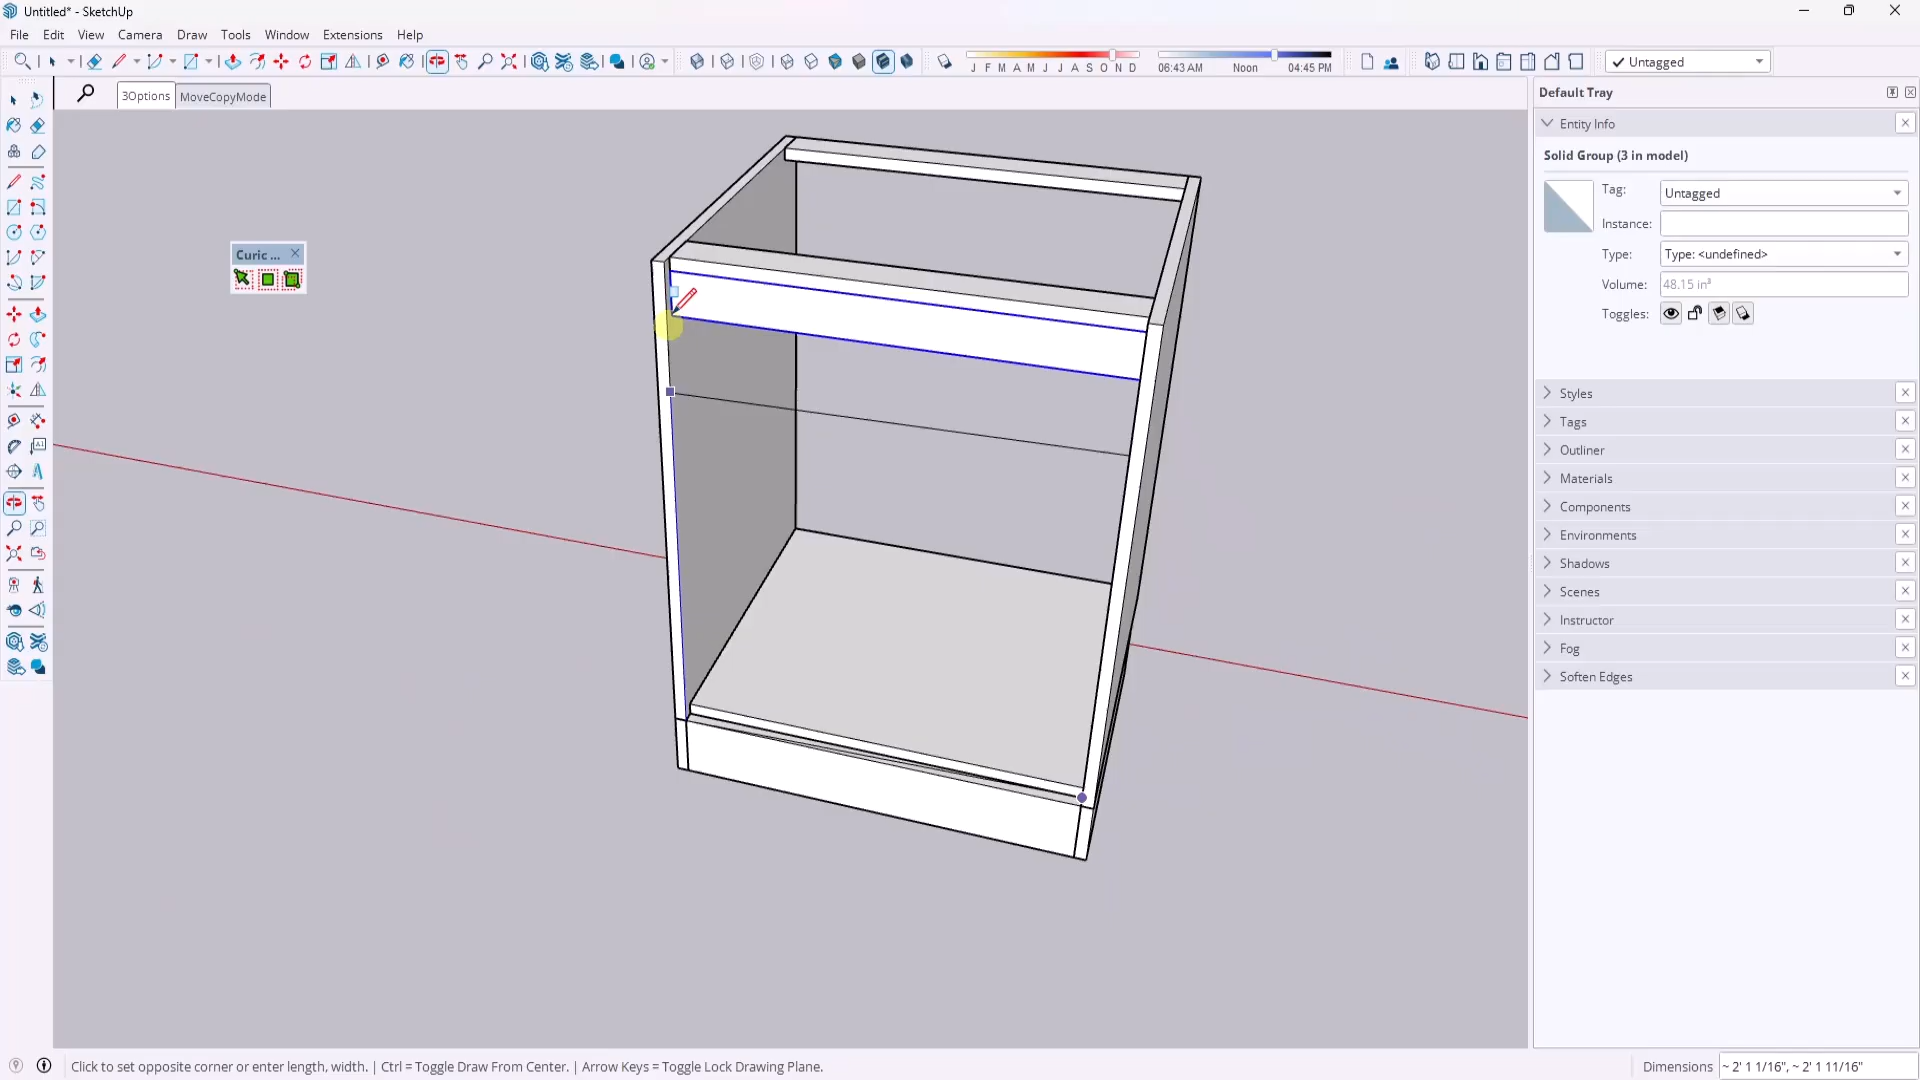 Untitled* - SketchUp
File Edit View Camera Draw Tools Window Extensions Help
J F M A M J J A S O N D
06:43 AM Noon 04:45 PM
Untagged
3Options MoveCopyMode
Default Tray
Entity Info
Solid Group (3 in model)
Tag: Untagged
Instance:
Type: Type: <undefined>
Volume: 48.15 in³
Toggles:
Curic ...
Styles
Tags
Outliner
Materials
Components
Environments
Shadows
Scenes
Instructor
Fog
Soften Edges
Click to set opposite corner or enter length, width. | Ctrl = Toggle Draw From Center. | Arrow Keys = Toggle Lock Drawing Plane.
Dimensions ~ 2' 1 1/16", ~ 2' 1 11/16"